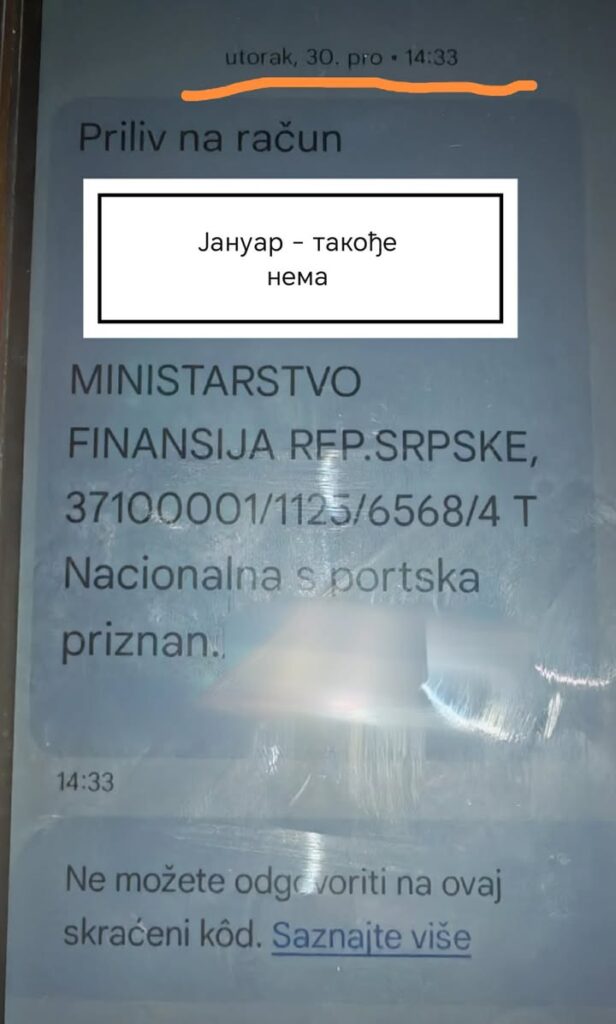 utorak, 30. pro • 14:33
Priliv na račun
Јануар - такође
нема
MINISTARSTVO
FINANSIJA REP.SRPSKE,
37100001/1125/6568/4 T
Nacionalna s portska
priznan.
14:33
Ne možete odgovoriti na ovaj
skraćeni kôd. Saznajte više